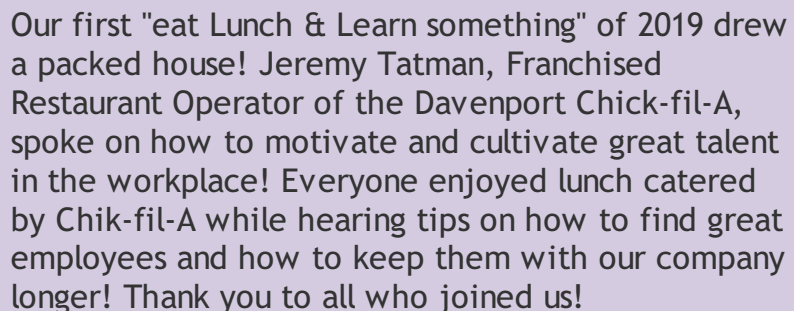 Our first "eat Lunch & Learn something" of 2019 drew
a packed house! Jeremy Tatman, Franchised
Restaurant Operator of the Davenport Chick-fil-A,
spoke on how to motivate and cultivate great talent
in the workplace! Everyone enjoyed lunch catered
by Chik-fil-A while hearing tips on how to find great
employees and how to keep them with our company
longer! Thank you to all who joined us!